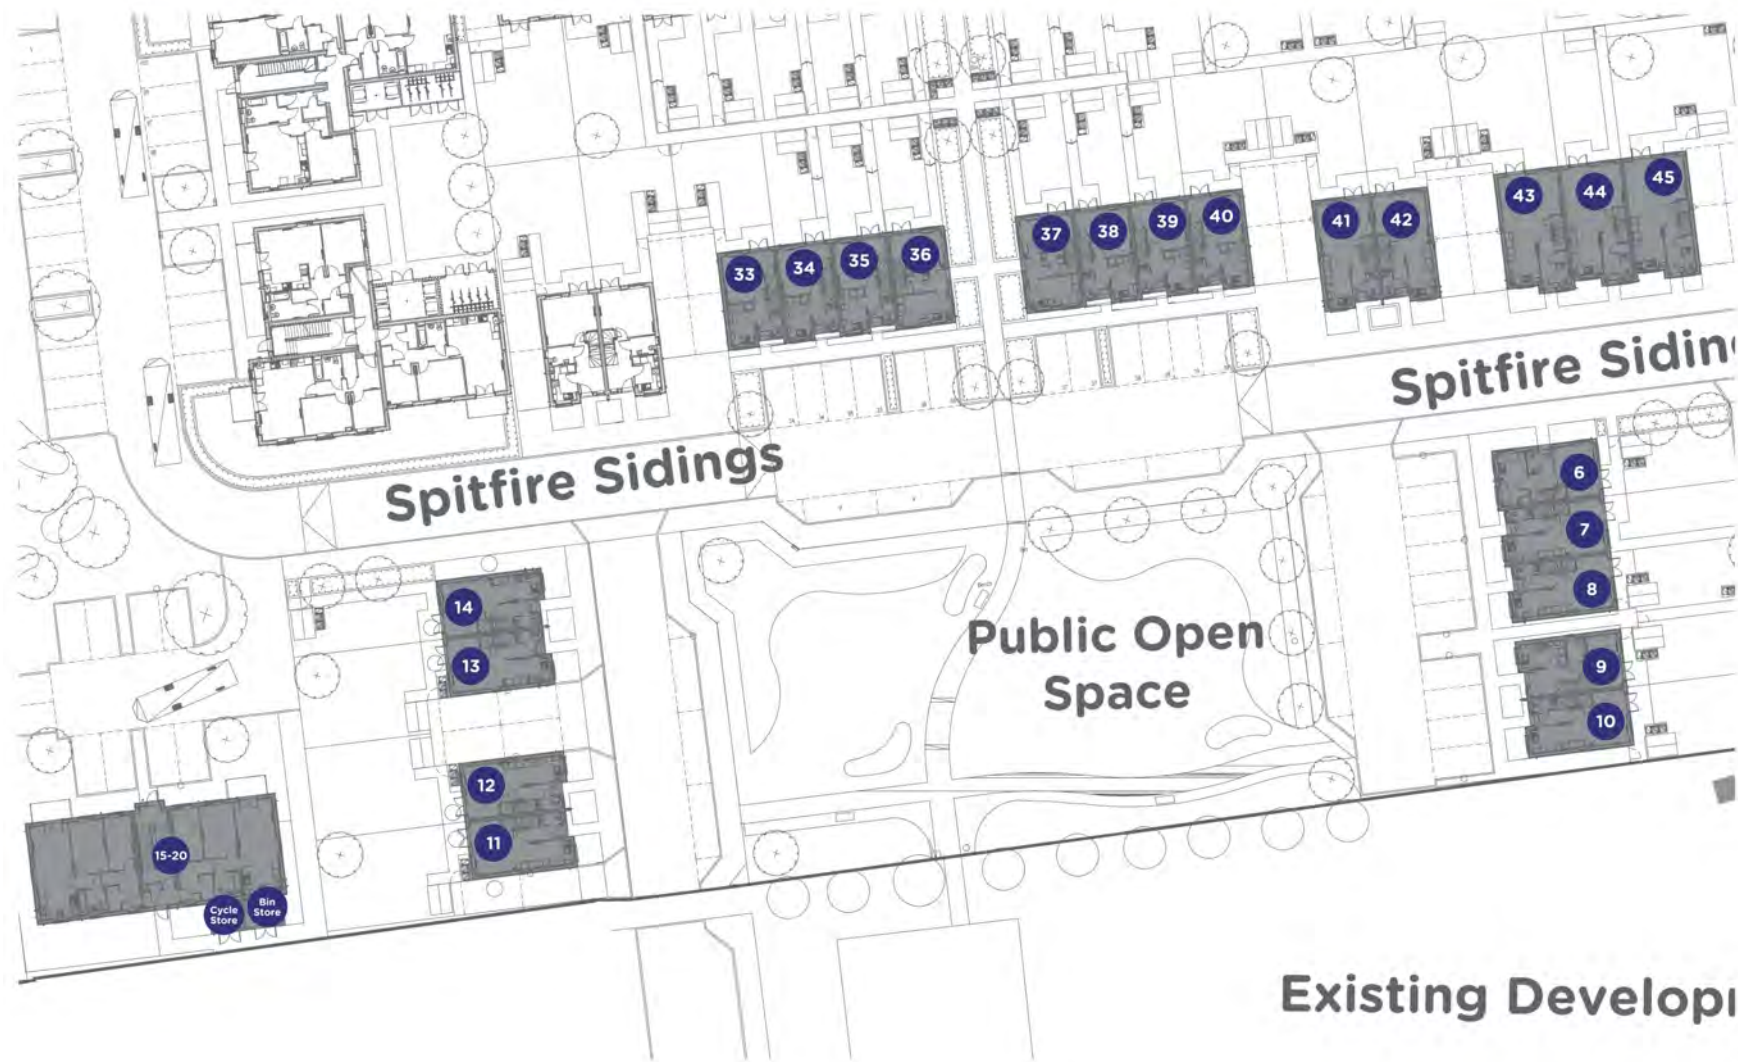 45
44
43
40
39
38
37
42
41
36
35
34
33
Spitfire Sidin
Spitfire Sidings
6
7
8
9
10
14
13
12
11
Public Open
Space
15-20
Cycle
Store
Bin
Store
Existing Develop